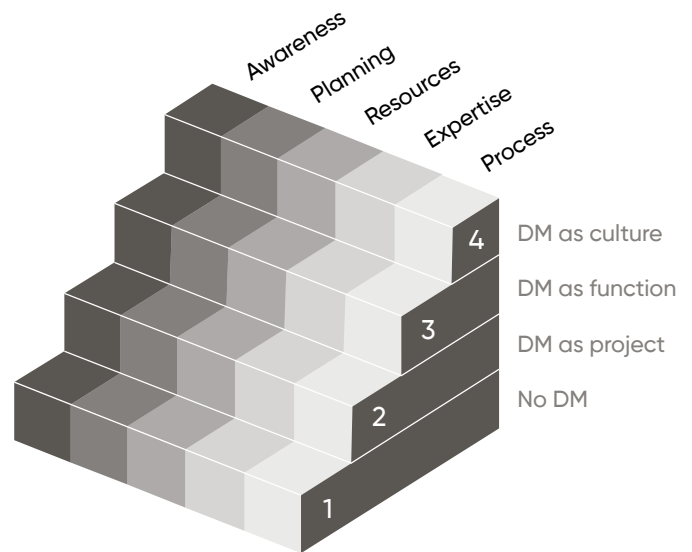 Awareness
Planning
Resources
Expertise
Process
4
DM as culture
3
DM as function
2
DM as project
1
No DM